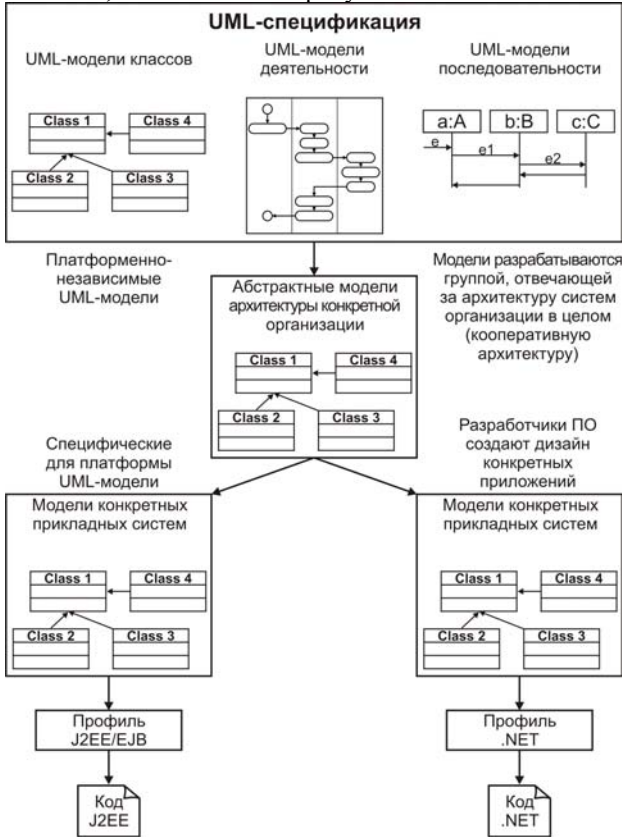 UML-спецификация
UML-модели классов
UML-модели
деятельности
UML-модели
последовательности
Class 1
Class 4
Class 2
Class 3
a:A
b:B
c:C
e
e1
e2
Платформенно-
независимые
UML-модели
Абстрактные модели
архитектуры конкретной
организации
Class 1
Class 4
Class 2
Class 3
Модели разрабатываются
группой, отвечающей
за архитектуру систем
организации в целом
(кооперативную
архитектуру)
Специфические
для платформы
UML-модели
Разработчики ПО
создают дизайн
конкретных
приложений
Модели конкретных
прикладных систем
Class 1
Class 4
Class 2
Class 3
Модели конкретных
прикладных систем
Class 1
Class 4
Class 2
Class 3
Профиль
J2EE/EJB
Профиль
.NET
Код
J2EE
Код
.NET